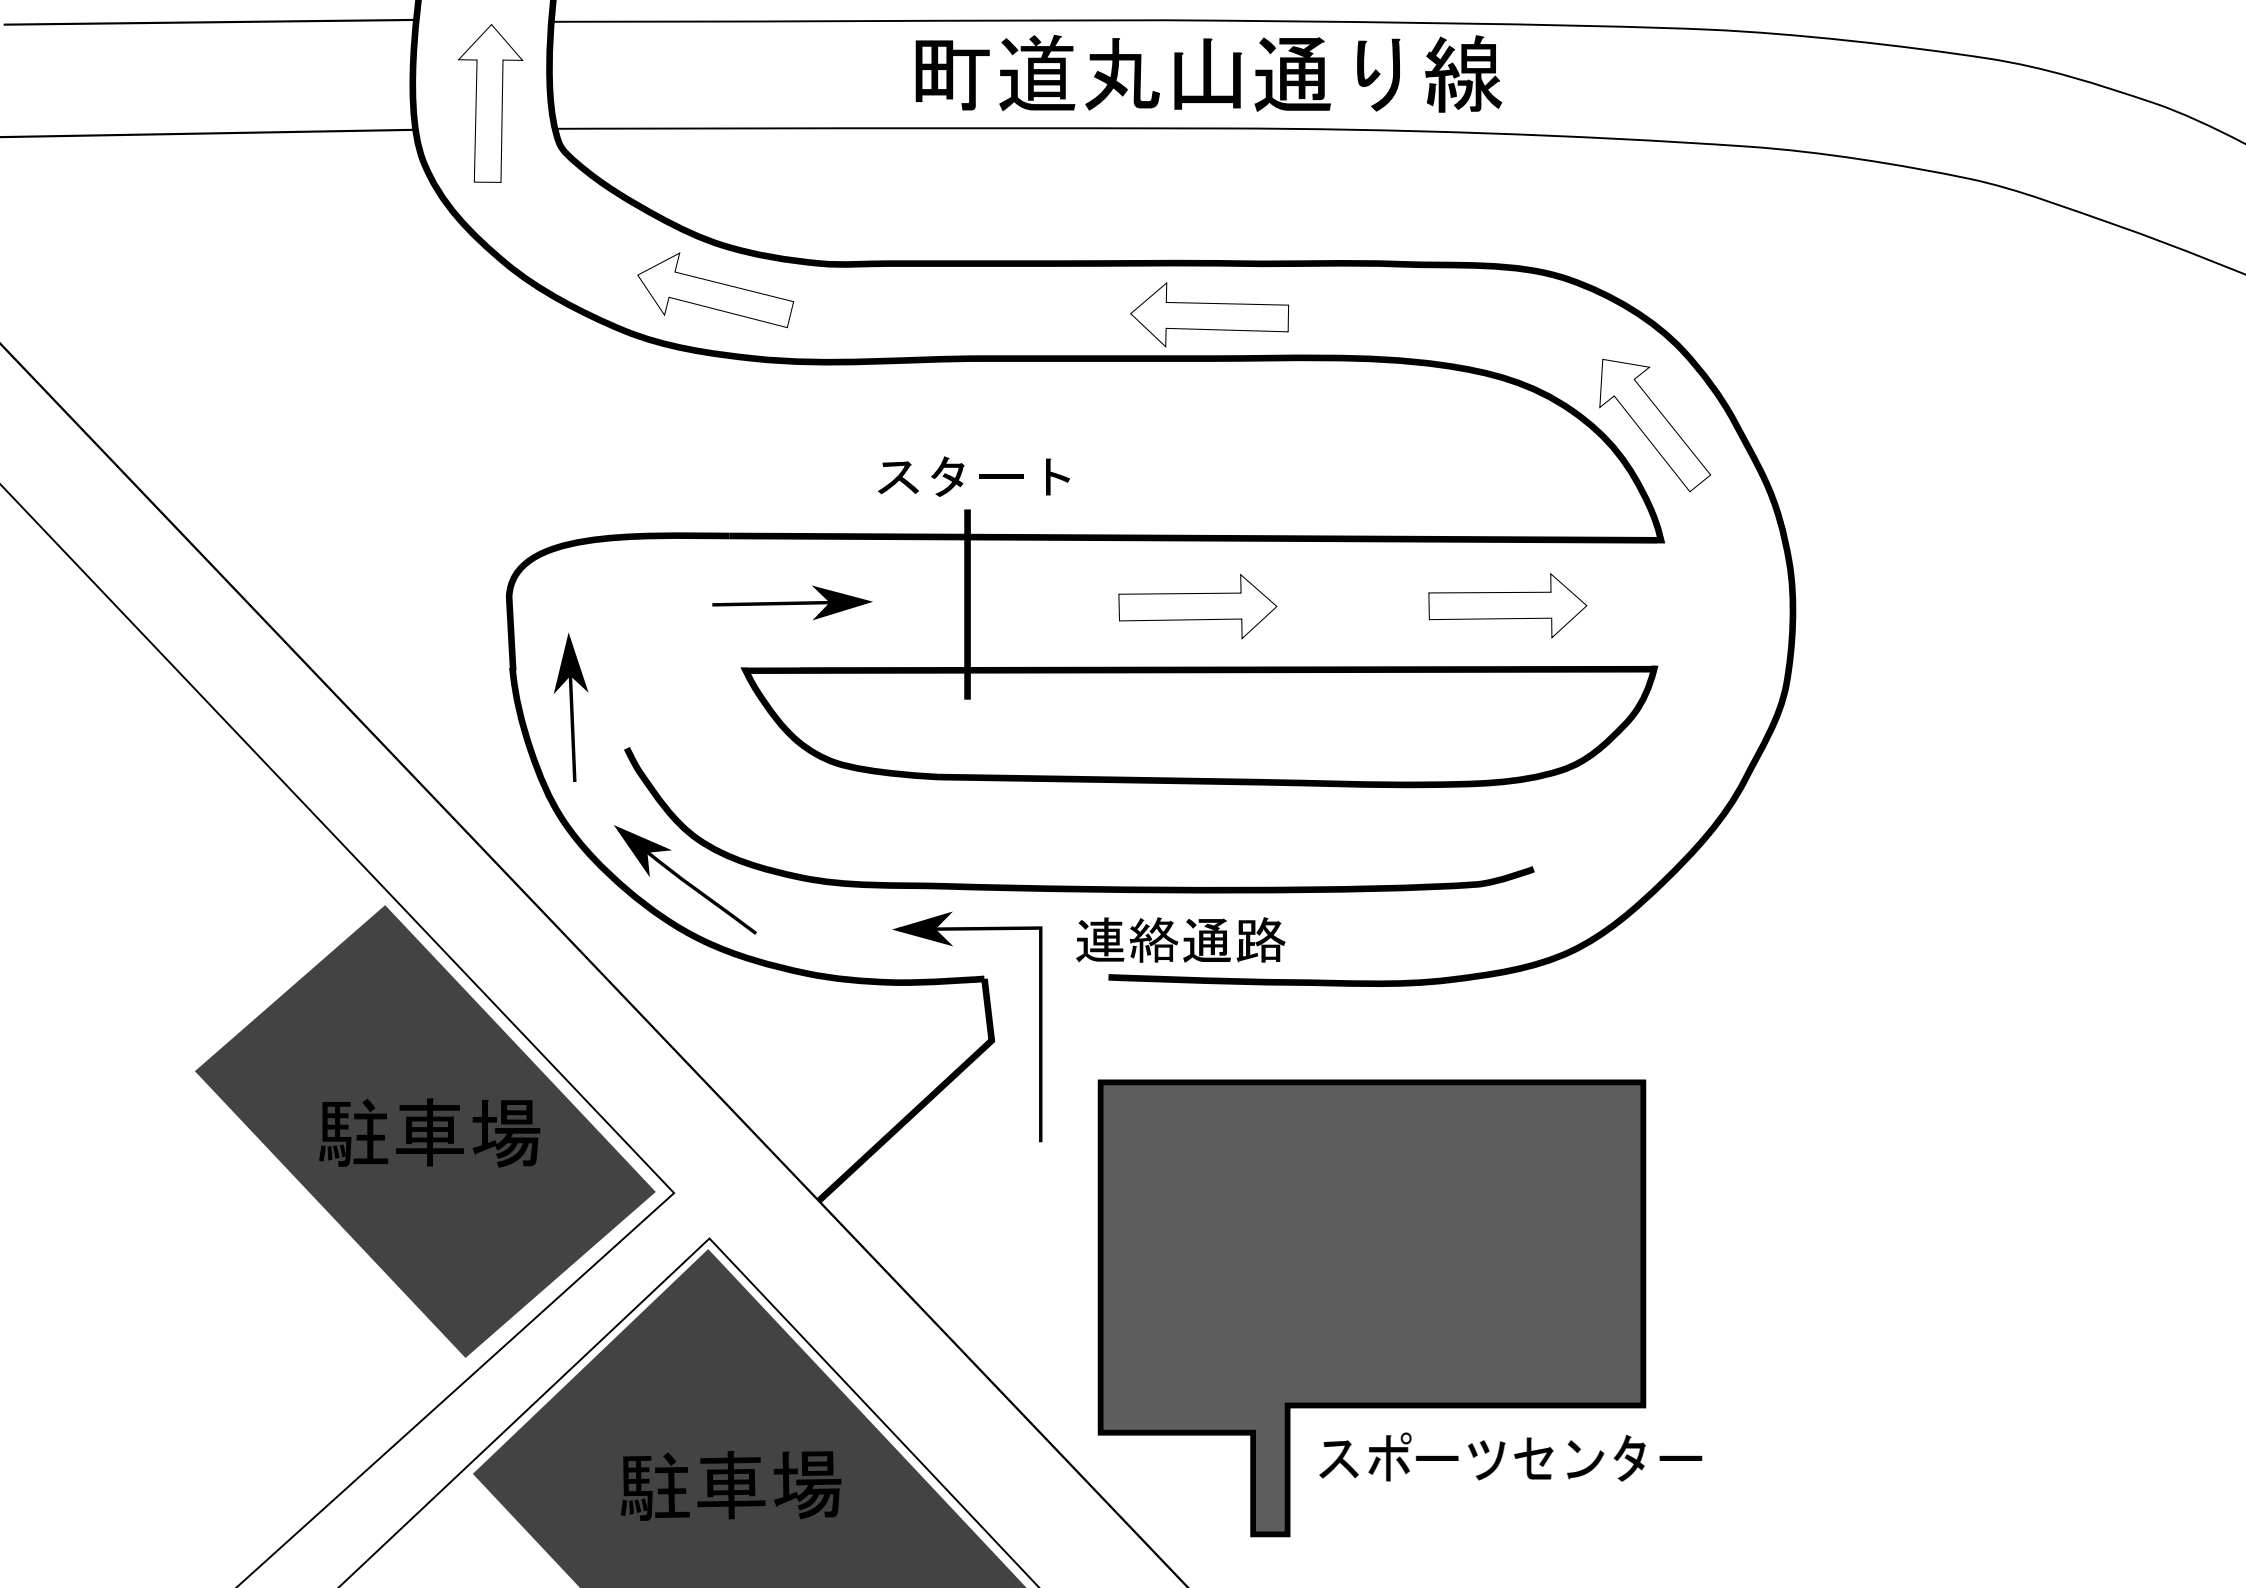 町道丸山通り線
スタート
連絡通路
駐車場
スポーツセンター
駐車場